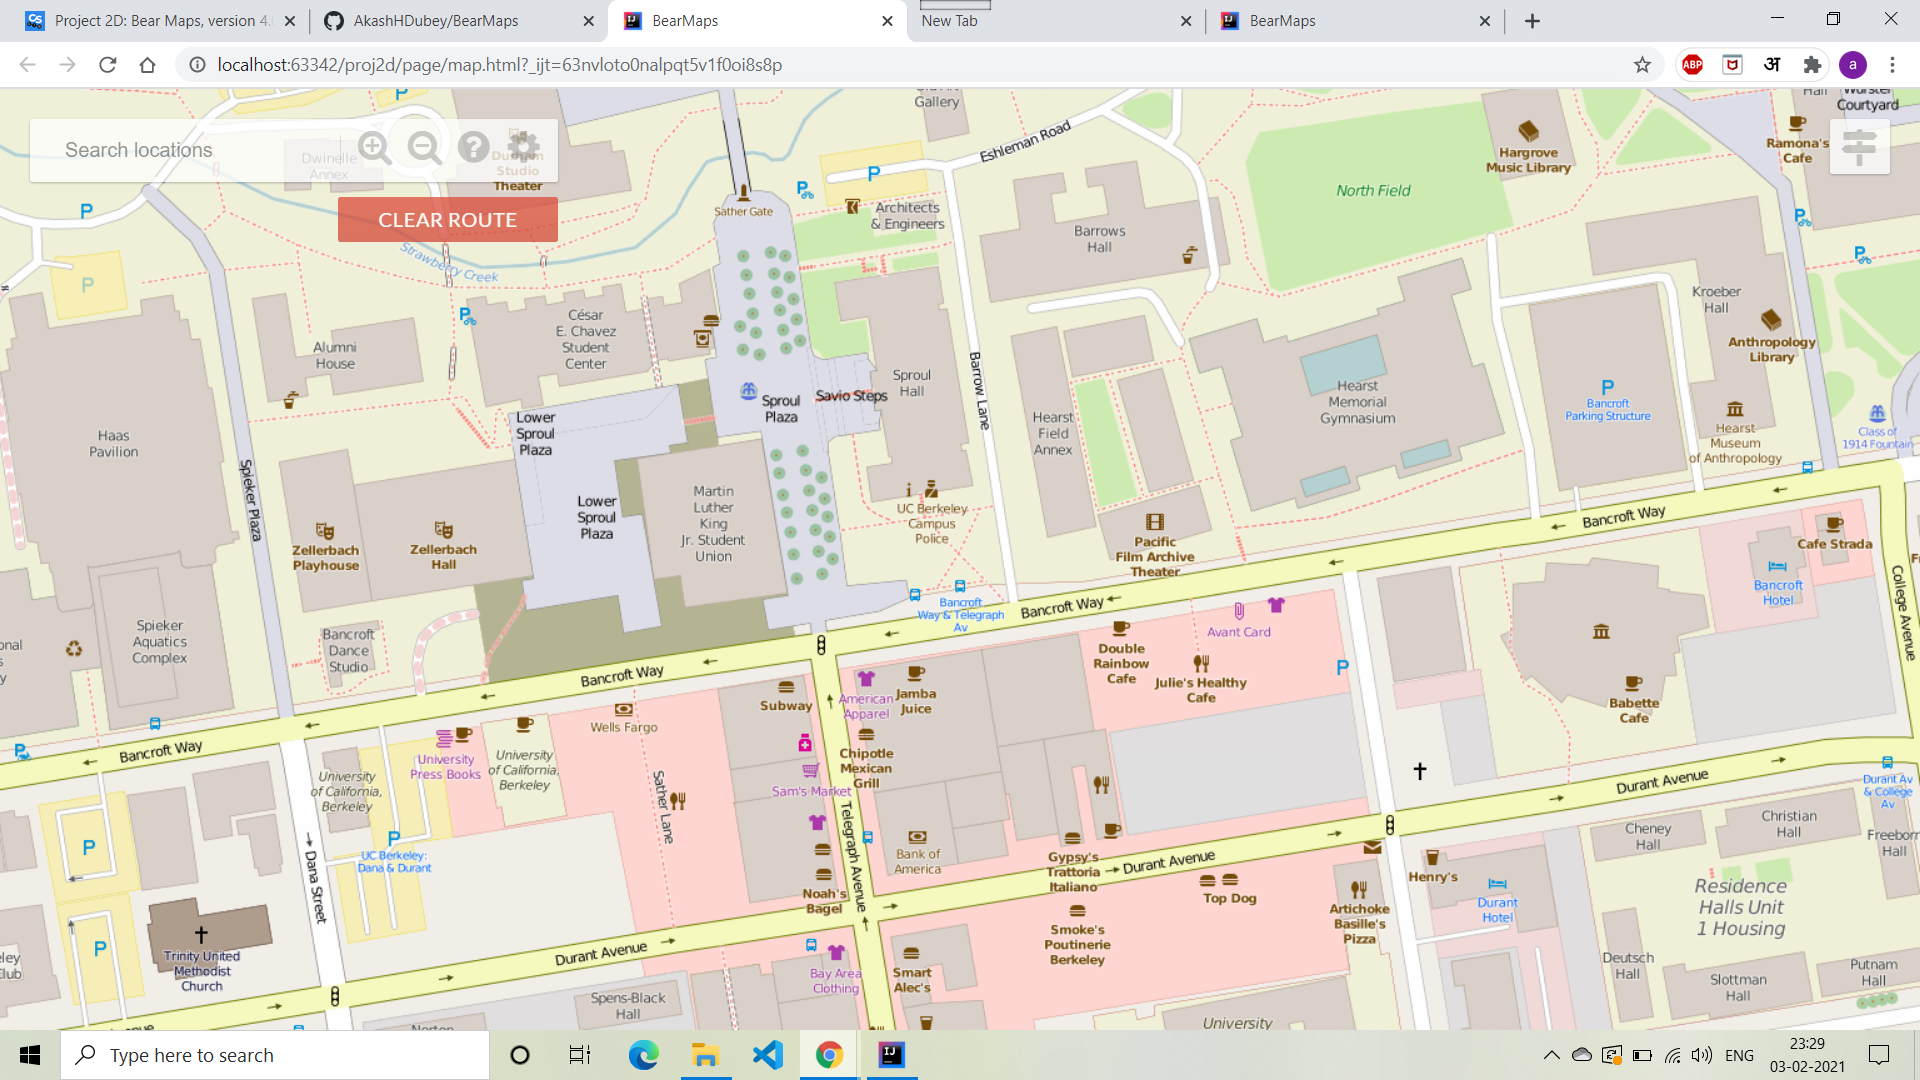 Project 2D: Bear Maps, version 4.
AkashHDubey/BearMaps
BearMaps
New Tab
BearMaps
localhost:63342/proj2d/page/map.html?_ijt=63nvloto0nalpqt5v1f0oi8s8p
ABP
अ
a
Search locations
CLEAR ROUTE
Dwinelle
Annex
Durham
Studio
Theater
Gallery
Hall
Wurster
Courtyard
Eshleman Road
Hargrove
Music Library
Ramona's
Cafe
North Field
Sather Gate
Architects
& Engineers
Barrows
Hall
Strawberry Creek
César
E. Chavez
Student
Center
Alumni
House
Kroeber
Hall
Anthropology
Library
Barrow Lane
Sproul
Hall
Savio Steps
Sproul
Plaza
Lower
Sproul
Plaza
Hearst
Memorial
Gymnasium
Bancroft
Parking Structure
Hearst
Field
Annex
Hearst
Museum
of Anthropology
Class of
1914 Fountain
Haas
Pavilion
Spieker Plaza
Lower
Sproul
Plaza
Martin
Luther
King
Jr. Student
Union
UC Berkeley
Campus
Police
Pacific
Film Archive
Theater
Bancroft Way
Cafe Strada
Zellerbach
Playhouse
Zellerbach
Hall
Bancroft
Hotel
College Avenue
Bancroft
Way & Telegraph
Av
Bancroft Way
Avant Card
Spieker
Aquatics
Complex
Bancroft
Dance
Studio
Double
Rainbow
Cafe
Julie's Healthy
Cafe
Bancroft Way
Subway
American
Apparel
Jamba
Juice
Babette
Cafe
Wells Fargo
Bancroft Way
University
Press Books
University
of California,
Berkeley
University
of California,
Berkeley
Chipotle
Mexican
Grill
Sam's Market
Sather Lane
Telegraph Avenue
Durant Avenue
Durant Av
& College
Av
Christian
Hall
Cheney
Hall
Freeborn
Hall
Dana Street
UC Berkeley:
Dana & Durant
Bank of
America
Gypsy's
Trattoria
Italiano
Durant Avenue
Henry's
Top Dog
Durant
Hotel
Artichoke
Basille's
Pizza
Residence
Halls Unit
1 Housing
Noah's
Bagel
Smoke's
Poutinerie
Berkeley
Durant Avenue
Trinity United
Methodist
Church
Bay Area
Clothing
Smart
Alec's
Deutsch
Hall
Slottman
Hall
Putnam
Hall
Spens-Black
Hall
University
Type here to search
ENG
23:29
03-02-2021